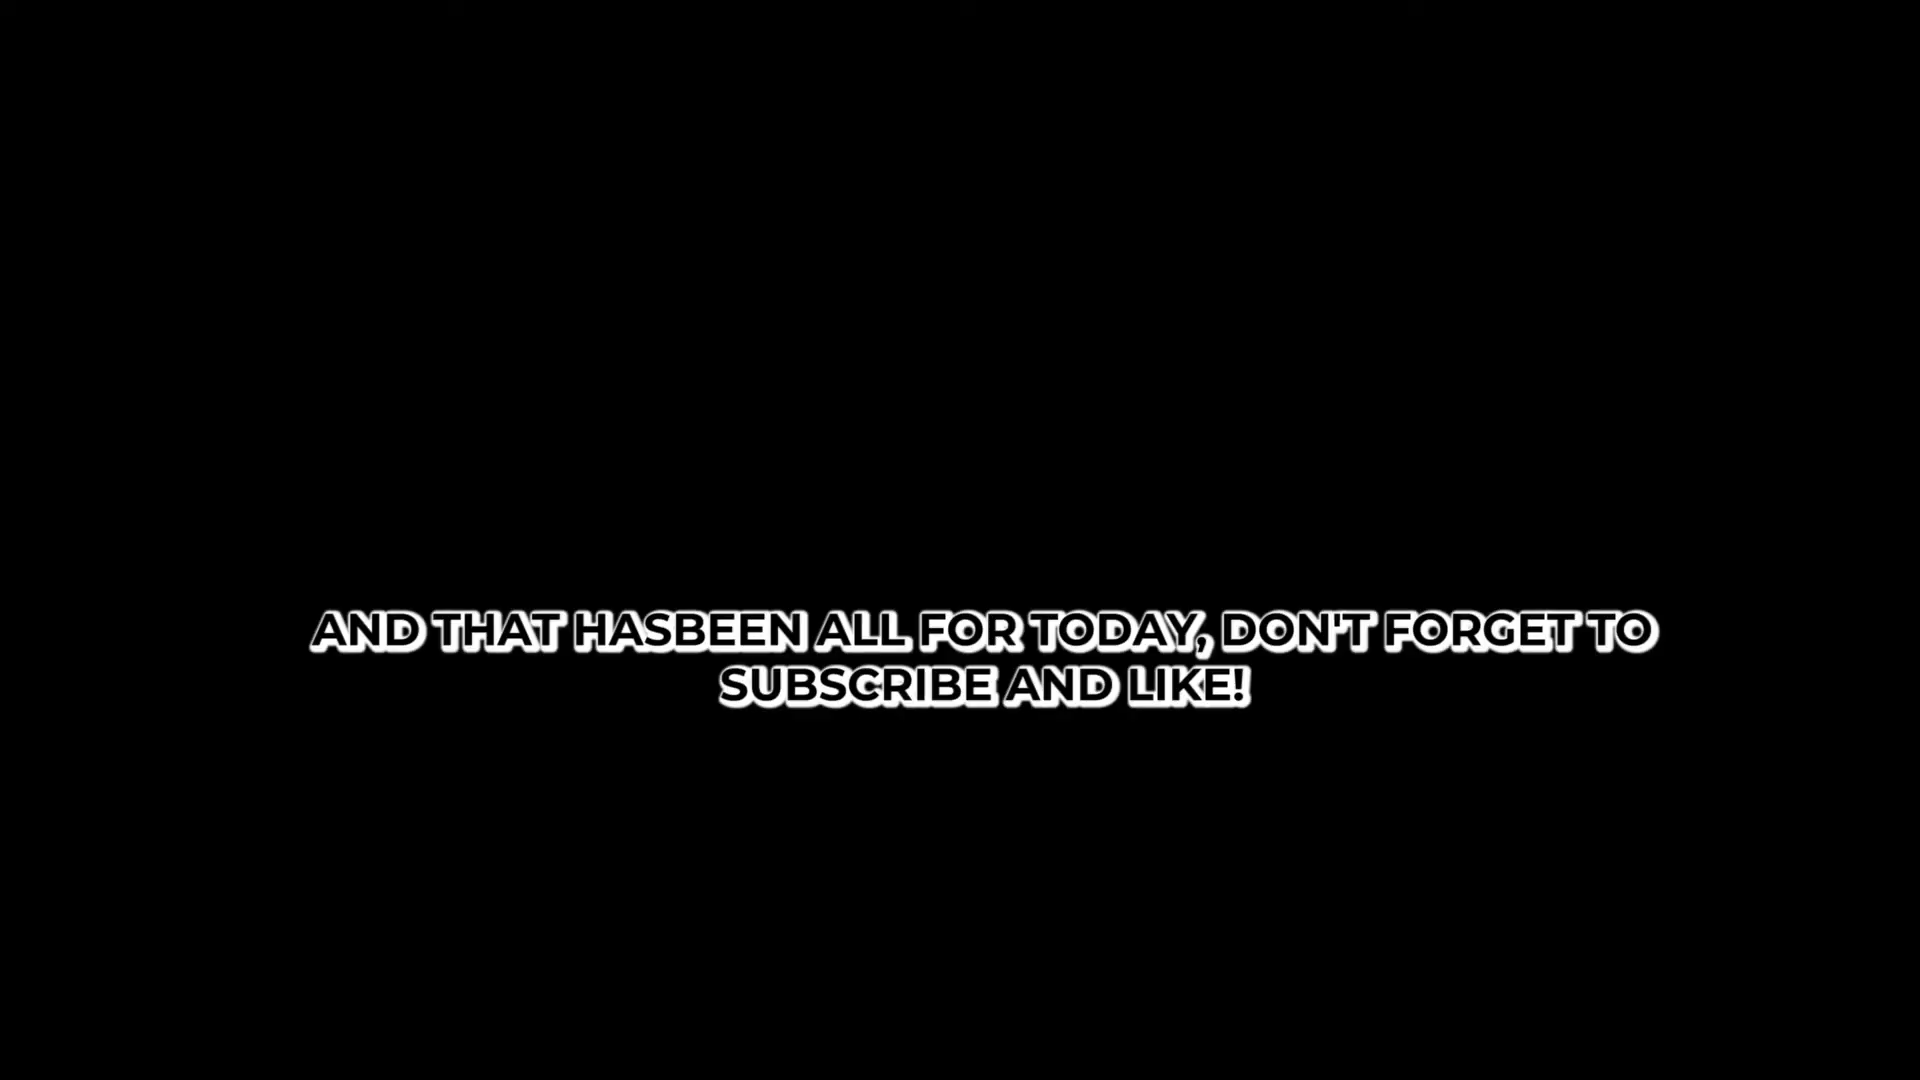 AND THAT HASBEEN ALL FOR TODAY, DON'T FORGET TO
SUBSCRIBE AND LIKE!